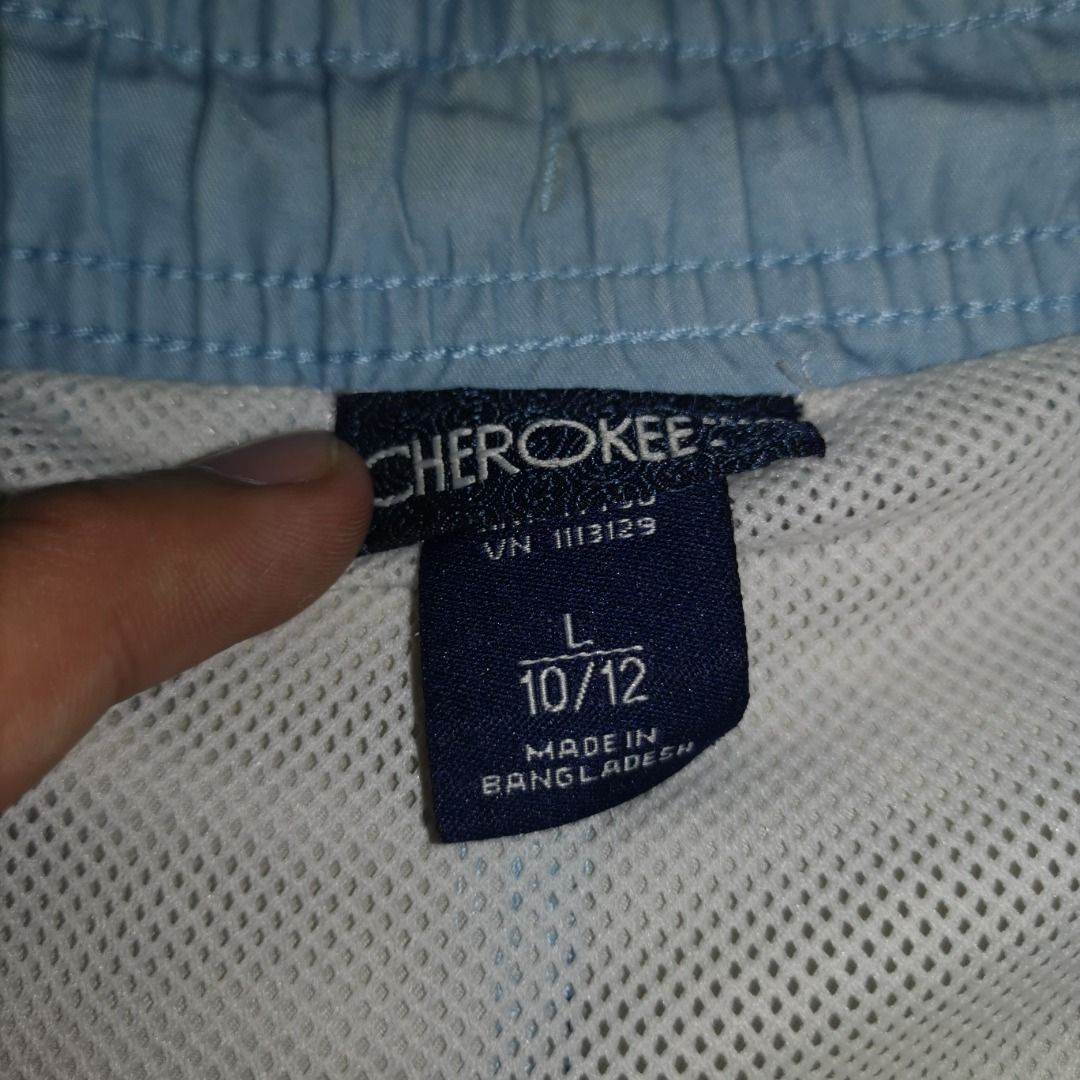 CHEROKEE
VN 1113129
L
10/12
MADE IN
BANGLADESH